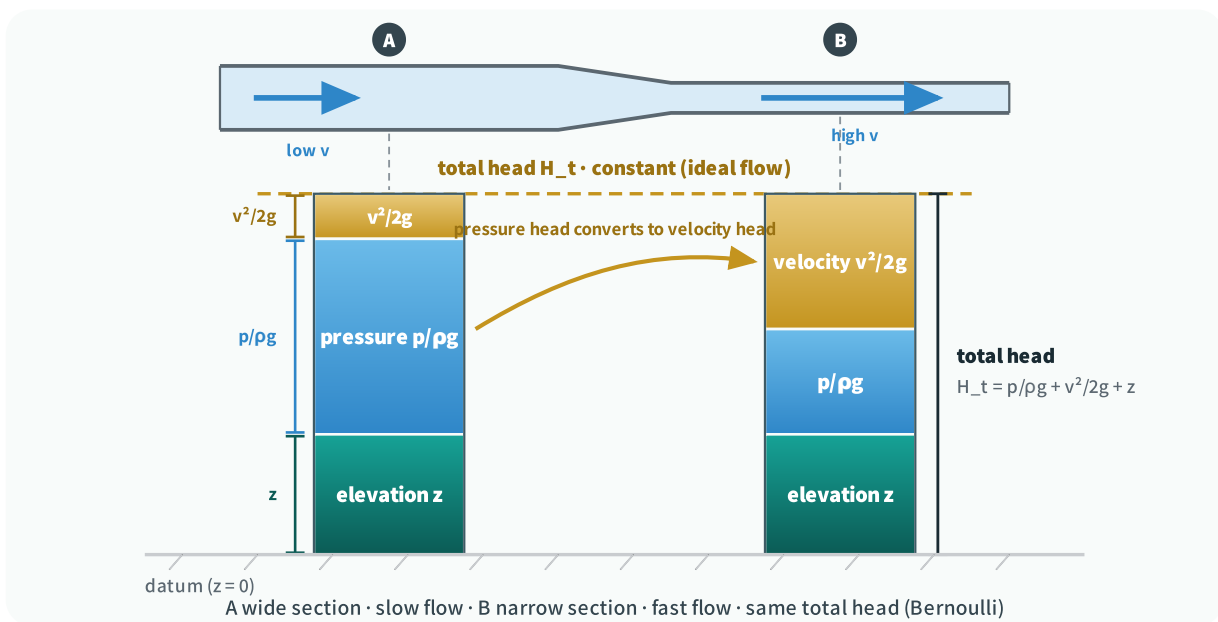 A
B
low v
high v
total head H_t · constant (ideal flow)
v²/2g
v²/2g
pressure head converts to velocity head
velocity v²/2g
p/ρg
pressure p/ρg
p/ρg
total head
H_t = p/ρg + v²/2g + z
z
elevation z
elevation z
datum (z = 0)
A wide section · slow flow · B narrow section · fast flow · same total head (Bernoulli)